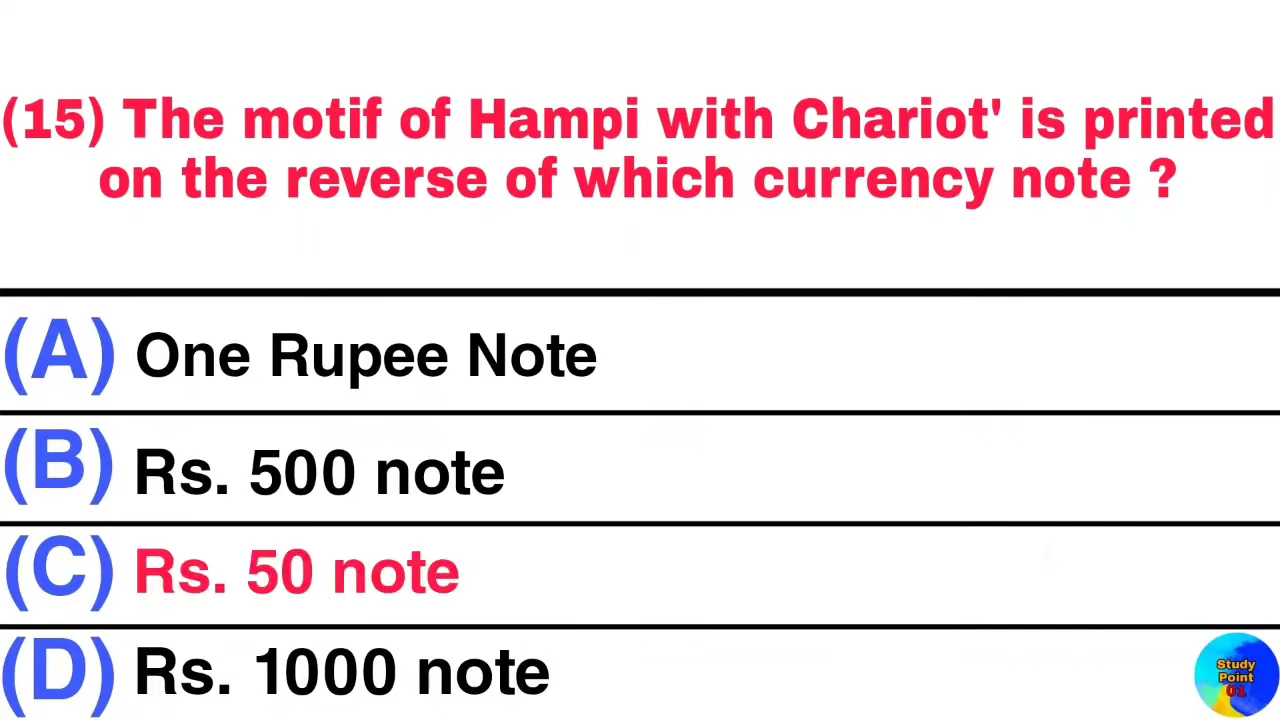 (15) The motif of Hampi with Chariot' is printed
on the reverse of which currency note ?
(A) One Rupee Note
(B) Rs. 500 note
(C) Rs. 50 note
(D) Rs. 1000 note
Study
Point
01